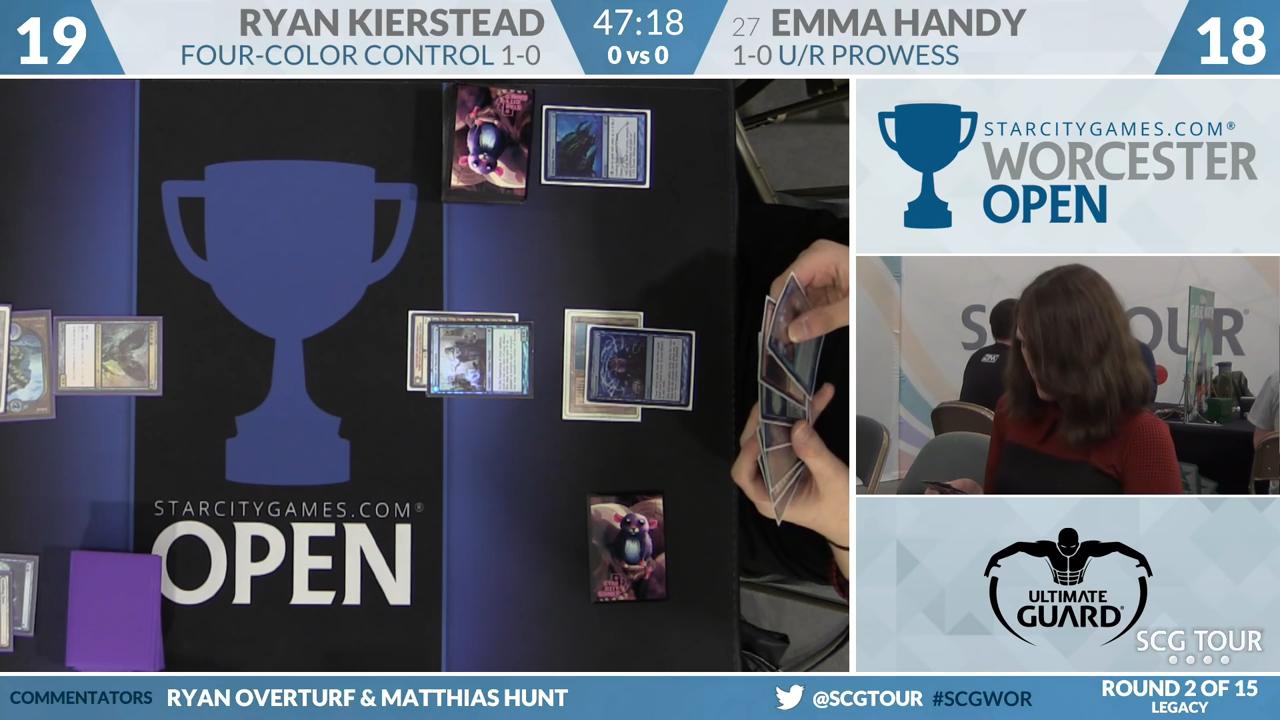 19
RYAN KIERSTEAD
FOUR-COLOR CONTROL 1-0
47:18
0 vs 0
27 EMMA HANDY
1-0 U/R PROWESS
18
STARCITYGAMES.COM®
WORCESTER
OPEN
STARCITYGAMES.COM®
OPEN
ULTIMATE
GUARD
SCG TOUR
COMMENTATORS RYAN OVERTURF & MATTHIAS HUNT
@SCGTOUR #SCGWOR
ROUND 2 OF 15
LEGACY